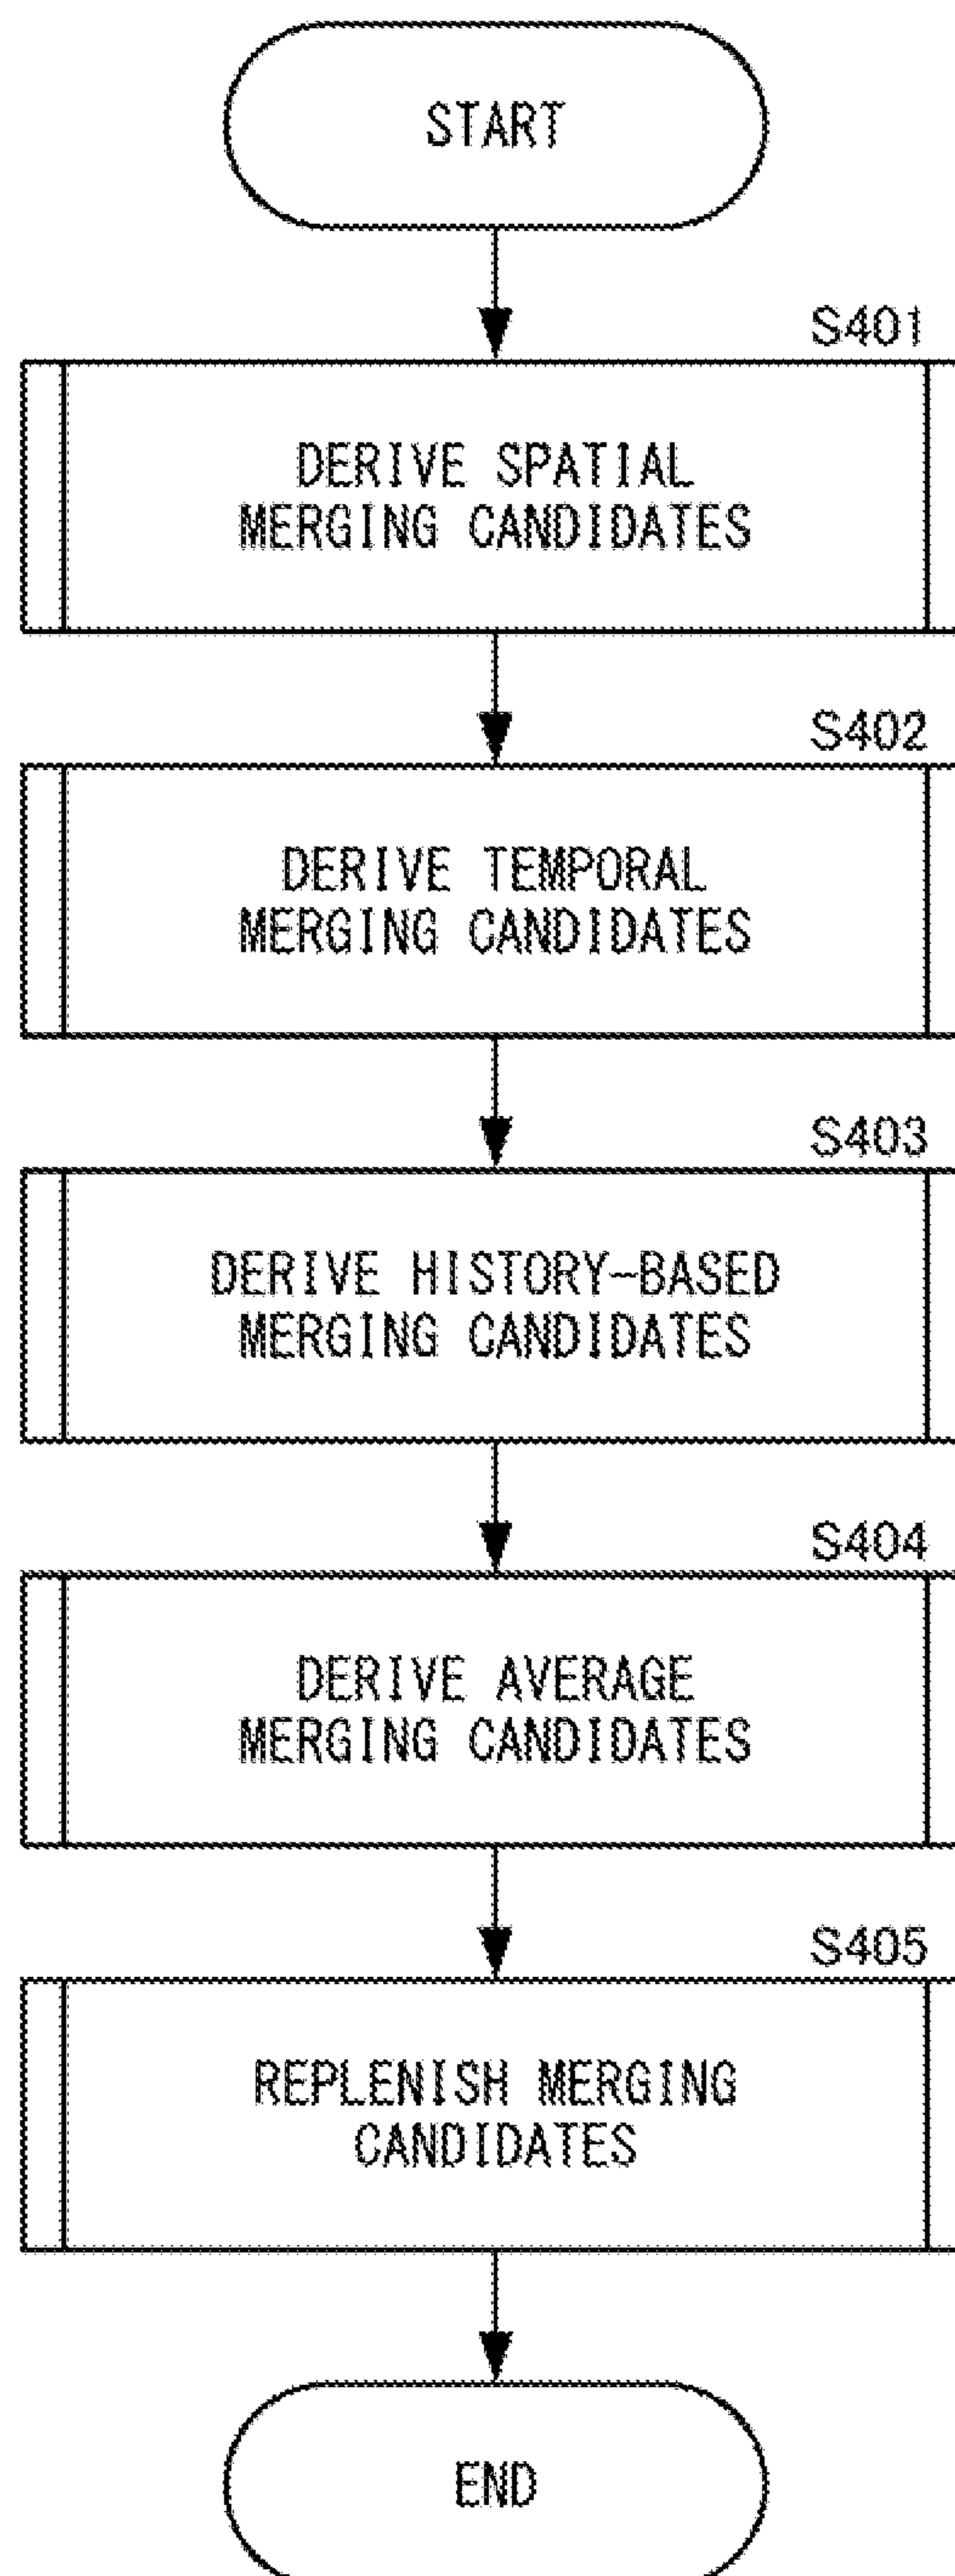 START
S401
DERIVE SPATIAL
MERGING CANDIDATES
S402
DERIVE TEMPORAL
MERGING CANDIDATES
S403
DERIVE HISTORY-BASED
MERGING CANDIDATES
S404
DERIVE AVERAGE
MERGING CANDIDATES
S405
REPLENISH MERGING
CANDIDATES
END